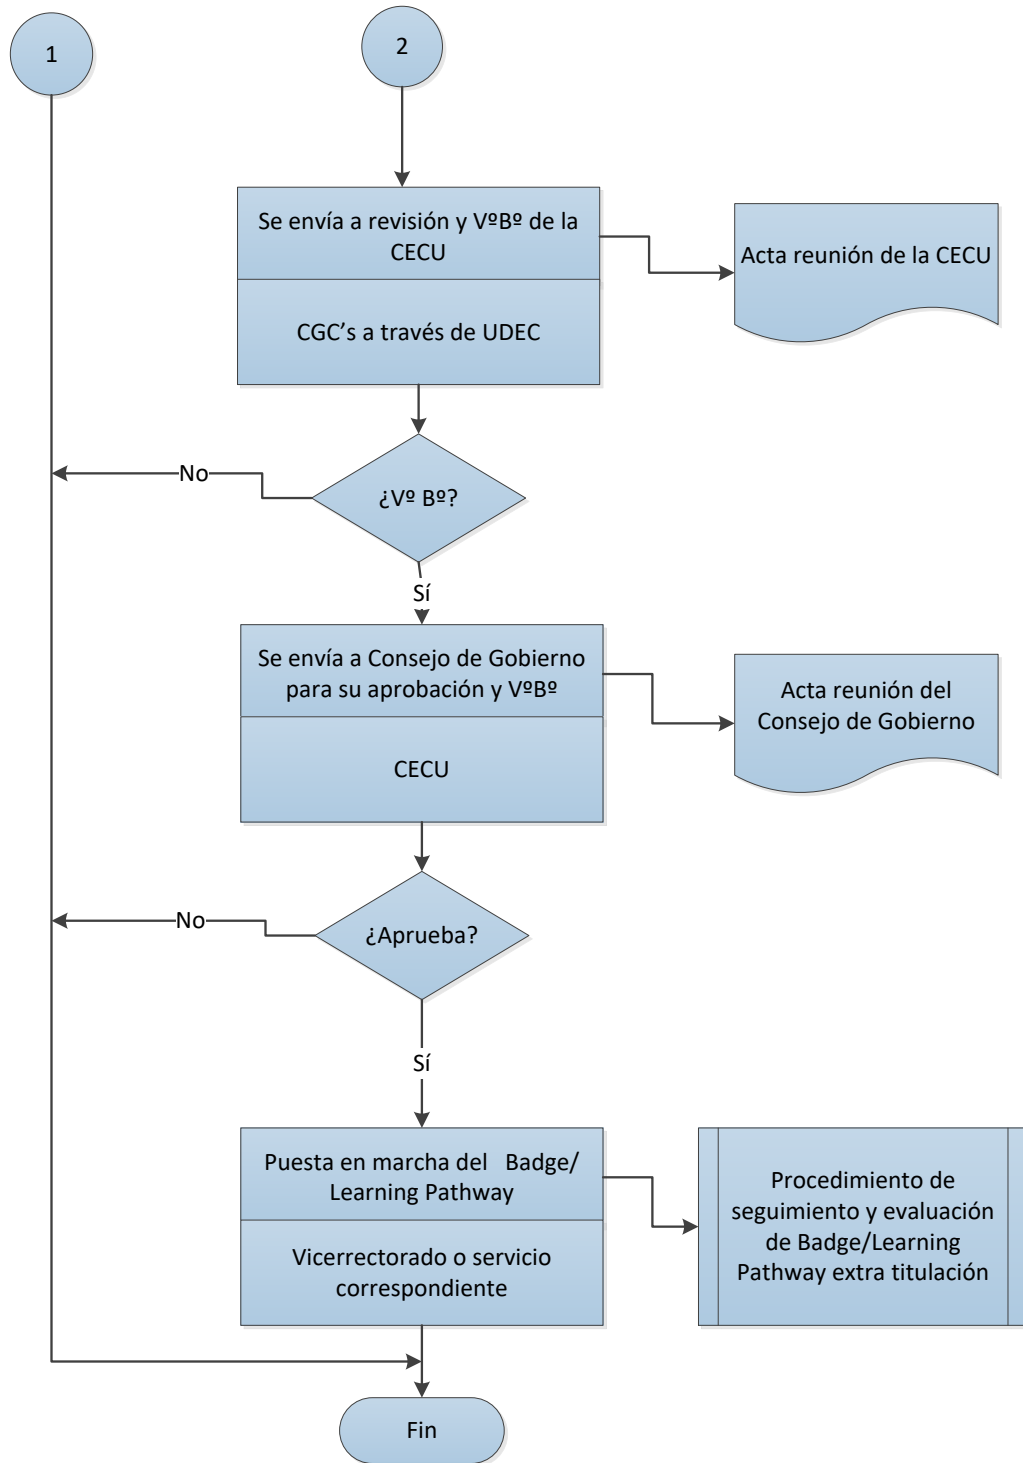 1
2
Se envía a revisión y VºBº de la
CECU
CGC's a través de UDEC
Acta reunión de la CECU
¿Vº Bº?
No
Sí
Se envía a Consejo de Gobierno
para su aprobación y VºBº
CECU
Acta reunión del
Consejo de Gobierno
¿Aprueba?
No
Sí
Puesta en marcha del Badge/
Learning Pathway
Vicerrectorado o servicio
correspondiente
Procedimiento de
seguimiento y evaluación
de Badge/Learning
Pathway extra titulación
Fin